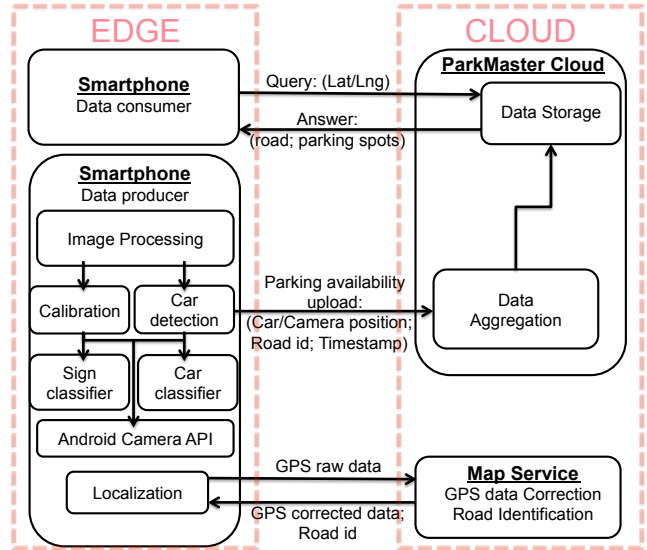 EDGE
CLOUD
Smartphone
Data consumer
Query: (Lat/Lng)
Answer:
(road; parking spots)
ParkMaster Cloud
Data Storage
Smartphone
Data producer
Image Processing
Calibration
Car
detection
Parking availability
upload:
(Car/Camera position;
Road id; Timestamp)
Data
Aggregation
Sign
classifier
Car
classifier
Android Camera API
Localization
GPS raw data
GPS corrected data;
Road id
Map Service
GPS data Correction
Road Identification